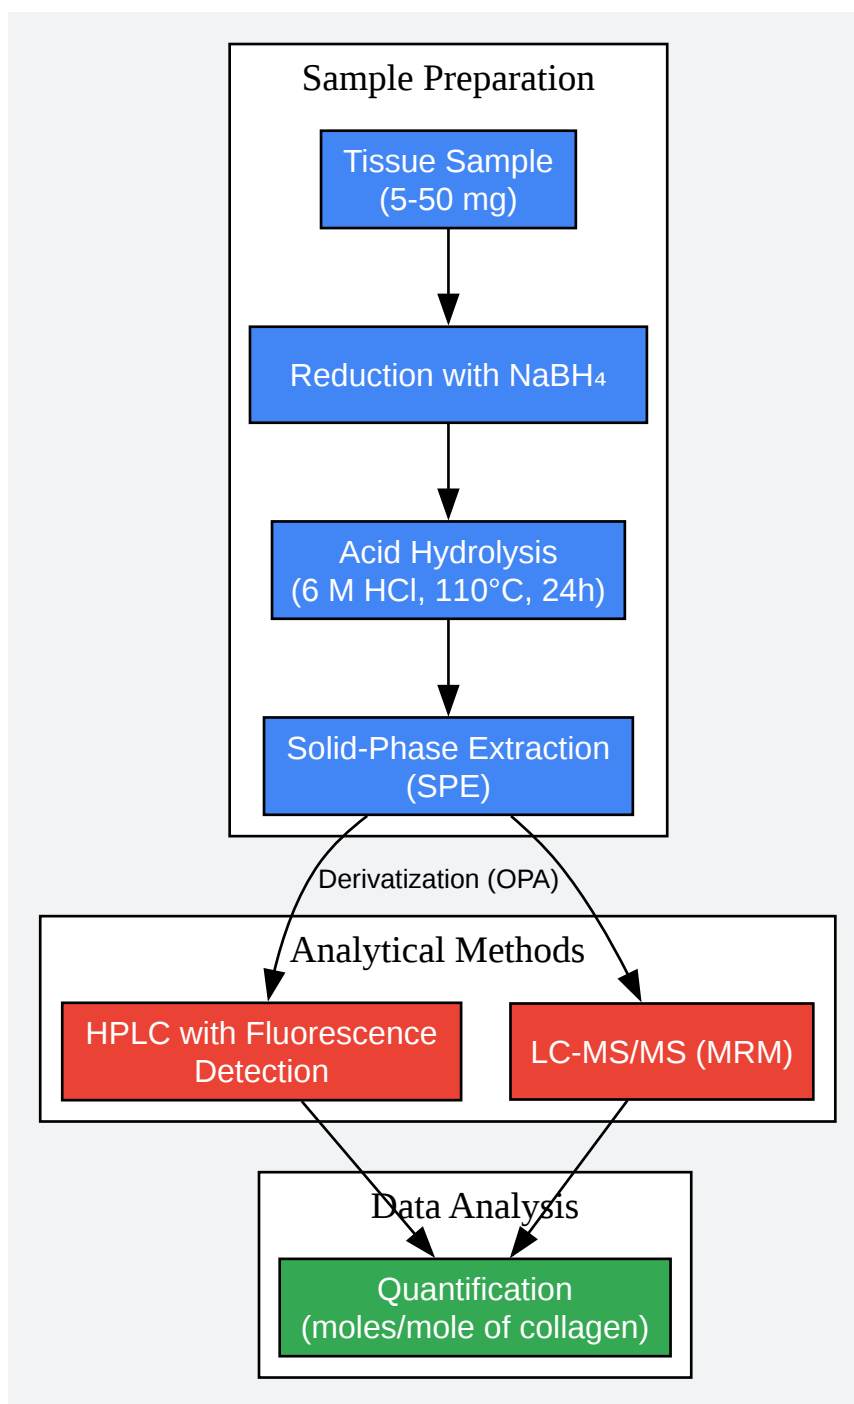 Sample Preparation
Tissue Sample
(5-50 mg)
Reduction with NaBH₄
Acid Hydrolysis
(6 M HCl, 110°C, 24h)
Solid-Phase Extraction
(SPE)
Derivatization (OPA)
Analytical Methods
HPLC with Fluorescence
Detection
LC-MS/MS (MRM)
Data Analysis
Quantification
(moles/mole of collagen)